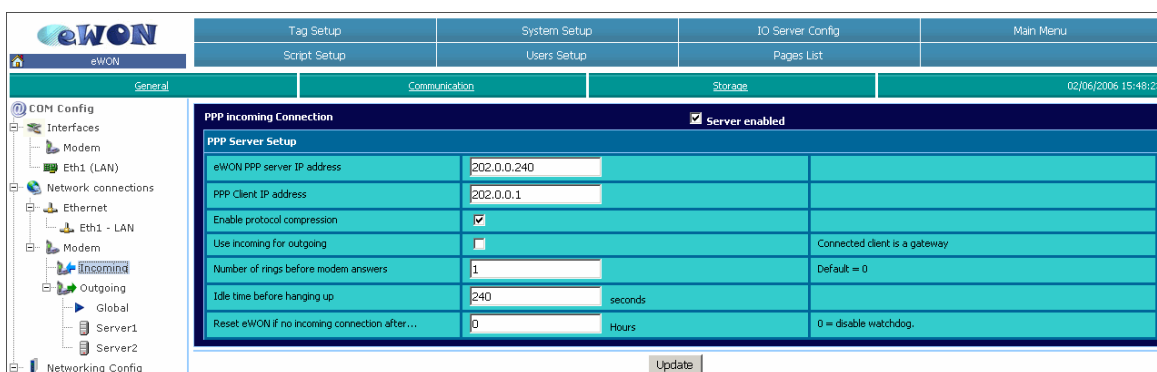 eWON
Tag Setup
System Setup
IO Server Config
Main Menu
eWON
Script Setup
Users Setup
Pages List
General
Communication
Storage
COM Config
Interfaces
Modem
Eth1 (LAN)
Network connections
Ethernet
Eth1 - LAN
Modem
Incoming
Outgoing
Global
Server1
Server2
Networking Config
02/06/2006 15:48:2
PPP incoming Connection
Server enabled
PPP Server Setup
eWON PPP server IP address
202.0.0.240
PPP Client IP address
202.0.0.1
Enable protocol compression
Use incoming for outgoing
Connected client is a gateway
Number of rings before modem answers
1
Default = 0
Idle time before hanging up
240
seconds
Reset eWON if no incoming connection after...
0
Hours
0 = disable watchdog.
Update